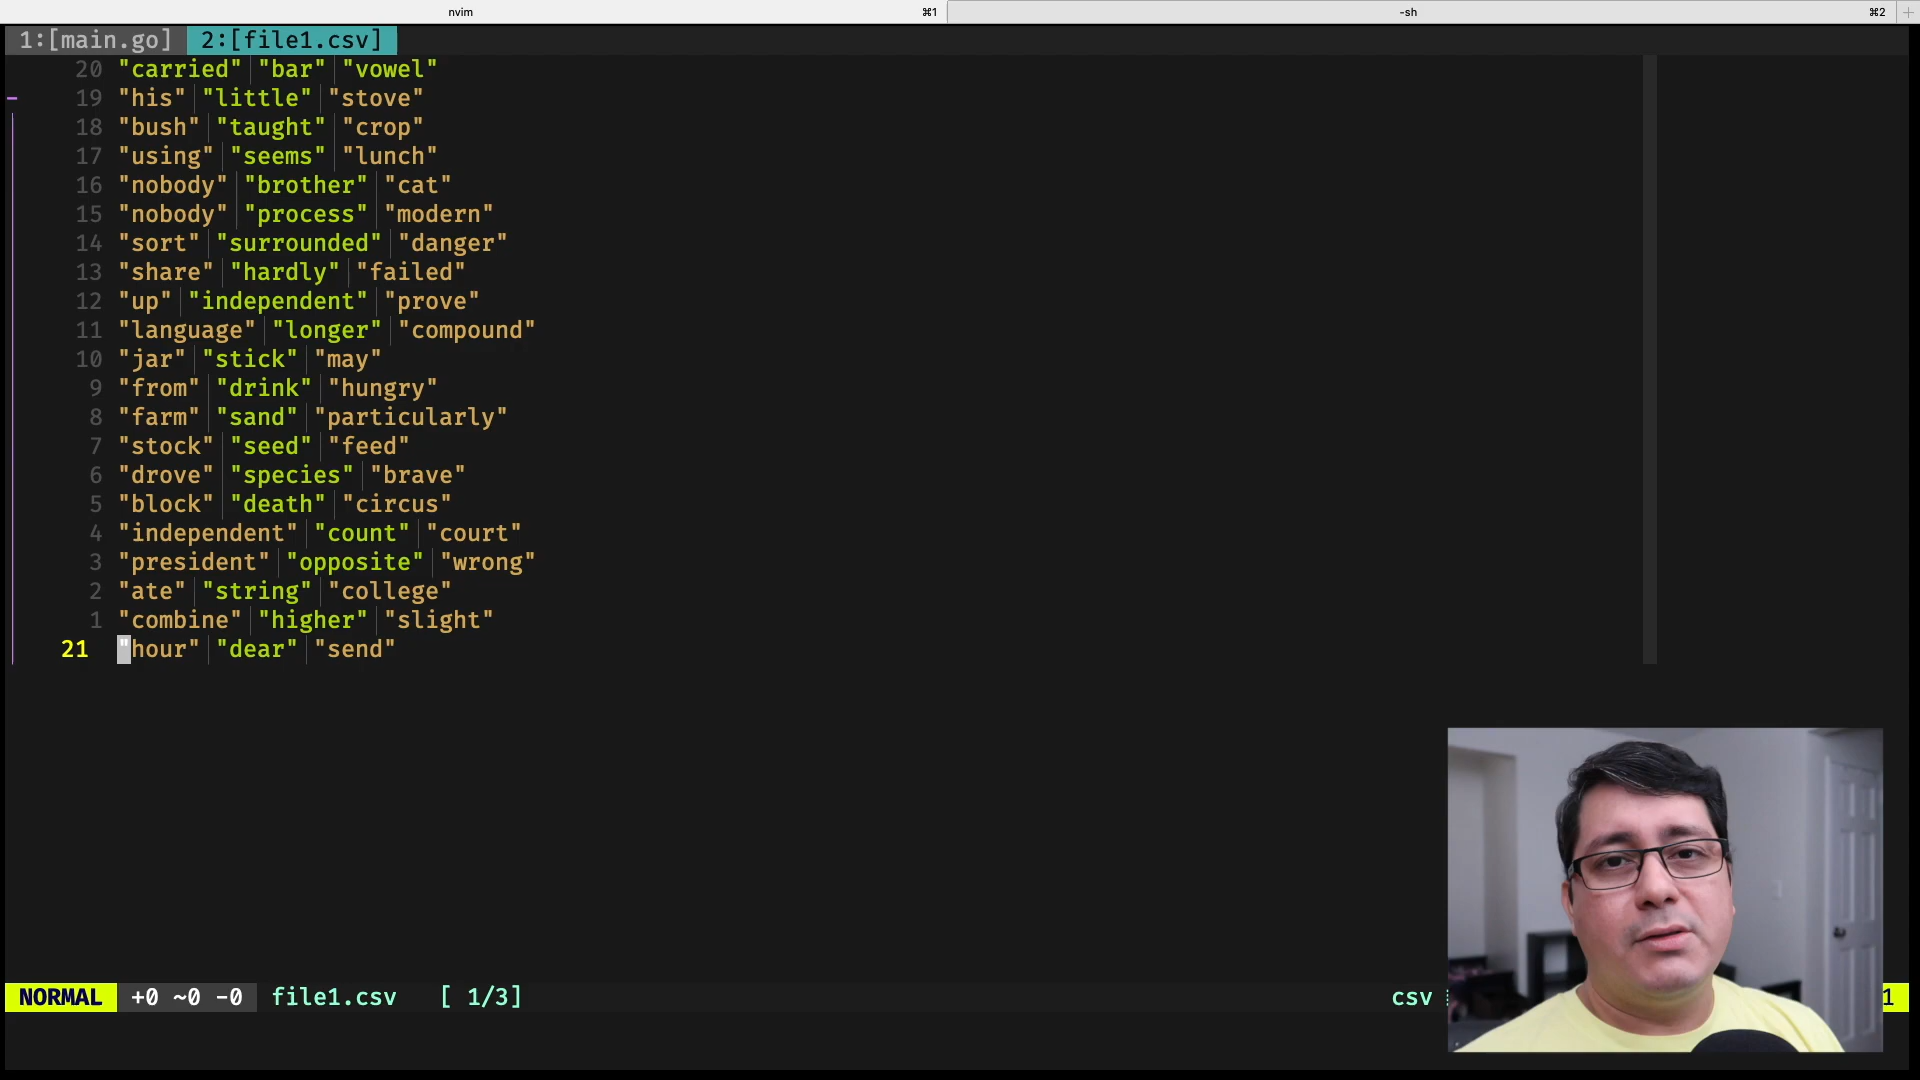 nvim ⌘1 -sh ⌘2 +
1:[main.go] 2:[file1.csv]
20 "carried" "bar" "vowel"
19 "his" "little" "stove"
18 "bush" "taught" "crop"
17 "using" "seems" "lunch"
16 "nobody" "brother" "cat"
15 "nobody" "process" "modern"
14 "sort" "surrounded" "danger"
13 "share" "hardly" "failed"
12 "up" "independent" "prove"
11 "language" "longer" "compound"
10 "jar" "stick" "may"
9 "from" "drink" "hungry"
8 "farm" "sand" "particularly"
7 "stock" "seed" "feed"
6 "drove" "species" "brave"
5 "block" "death" "circus"
4 "independent" "count" "court"
3 "president" "opposite" "wrong"
2 "ate" "string" "college"
1 "combine" "higher" "slight"
21 "hour" "dear" "send"
NORMAL +0 ~0 -0 file1.csv [ 1/3] csv 1